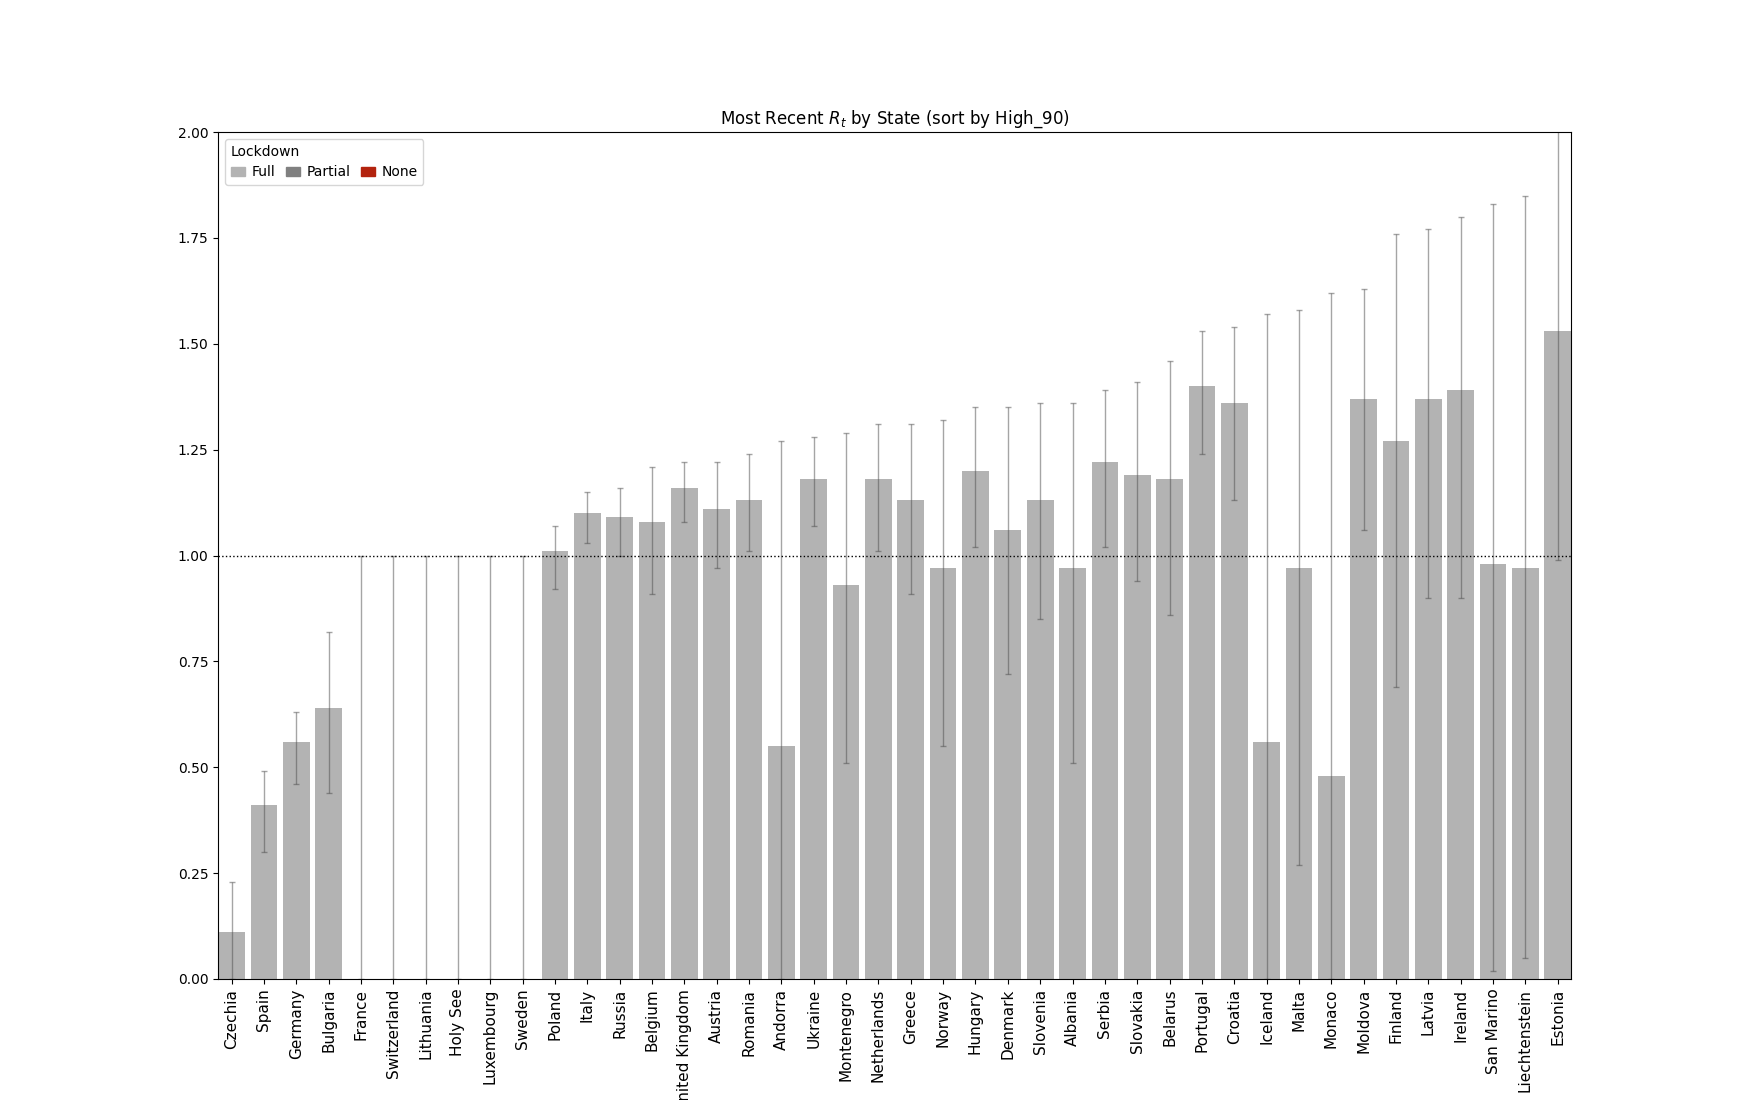 Most Recent R_t by State (sort by High_90)
Lockdown
Full Partial None
2.00
1.75
1.50
1.25
1.00
0.75
0.50
0.25
0.00
Czechia
Spain
Germany
Bulgaria
France
Switzerland
Lithuania
Holy See
Luxembourg
Sweden
Poland
Italy
Russia
Belgium
nited Kingdom
Austria
Romania
Andorra
Ukraine
Montenegro
Netherlands
Greece
Norway
Hungary
Denmark
Slovenia
Albania
Serbia
Slovakia
Belarus
Portugal
Croatia
Iceland
Malta
Monaco
Moldova
Finland
Latvia
Ireland
San Marino
Liechtenstein
Estonia